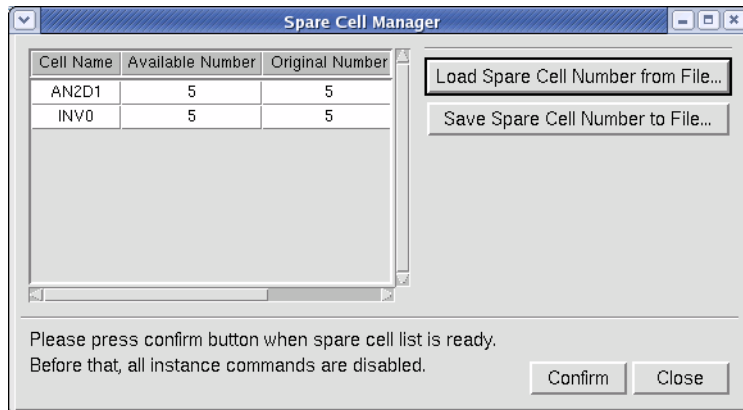 Spare Cell Manager
Cell Name Available Number Original Number
AN2D1 5 5
INV0 5 5
Load Spare Cell Number from File...
Save Spare Cell Number to File...
Please press confirm button when spare cell list is ready.
Before that, all instance commands are disabled.
Confirm Close